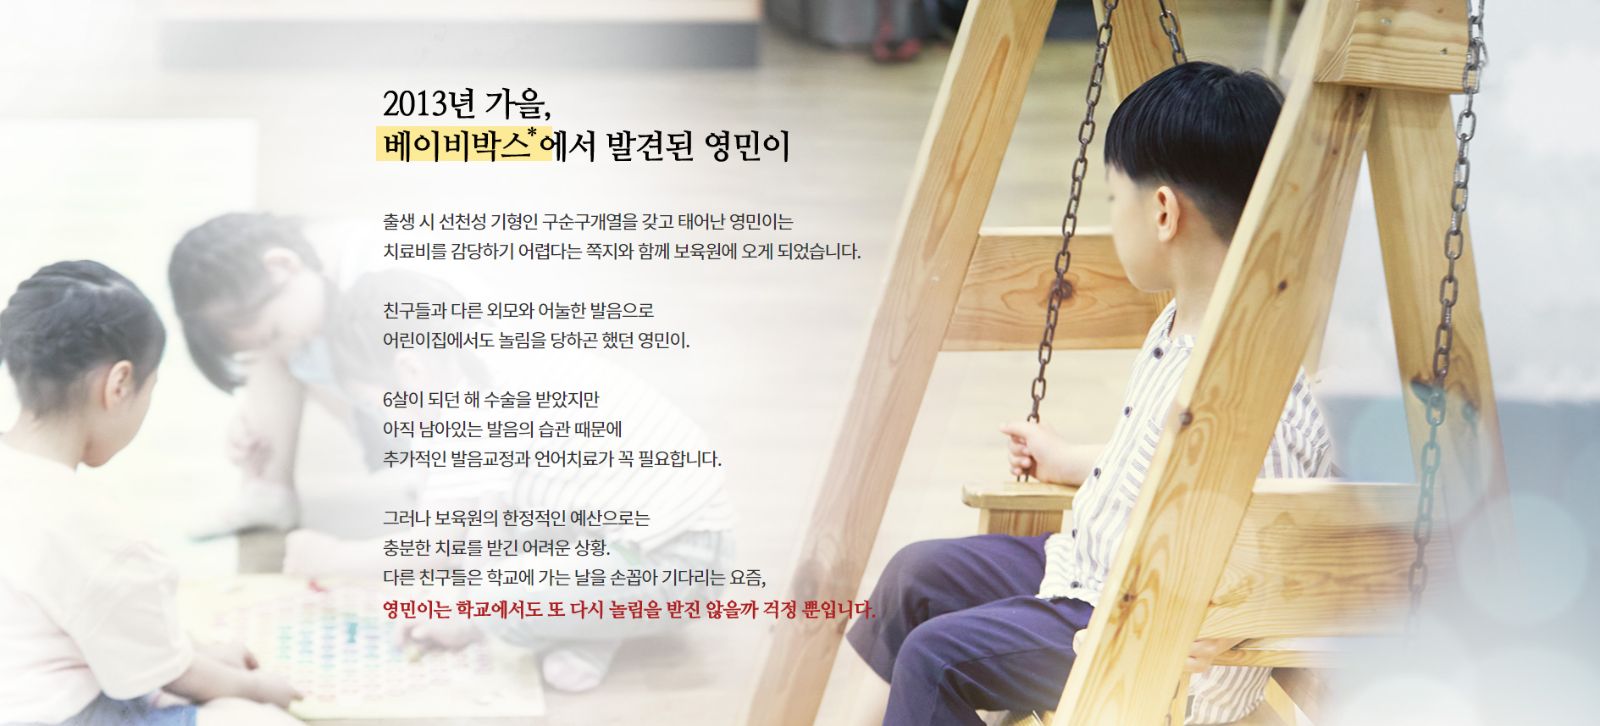 2013년 가을,
베이비박스*에서 발견된 영민이
출생 시 선천성 기형인 구순구개열을 갖고 태어난 영민이는
치료비를 감당하기 어렵다는 쪽지와 함께 보육원에 오게 되었습니다.
친구들과 다른 외모와 어눌한 발음으로
어린이집에서도 놀림을 당하곤 했던 영민이.
6살이 되던 해 수술을 받았지만
아직 남아있는 발음의 습관 때문에
추가적인 발음교정과 언어치료가 꼭 필요합니다.
그러나 보육원의 한정적인 예산으로는
충분한 치료를 받긴 어려운 상황.
다른 친구들은 학교에 가는 날을 손꼽아 기다리는 요즘,
영민이는 학교에서도 또 다시 놀림을 받진 않을까 걱정 뿐입니다.